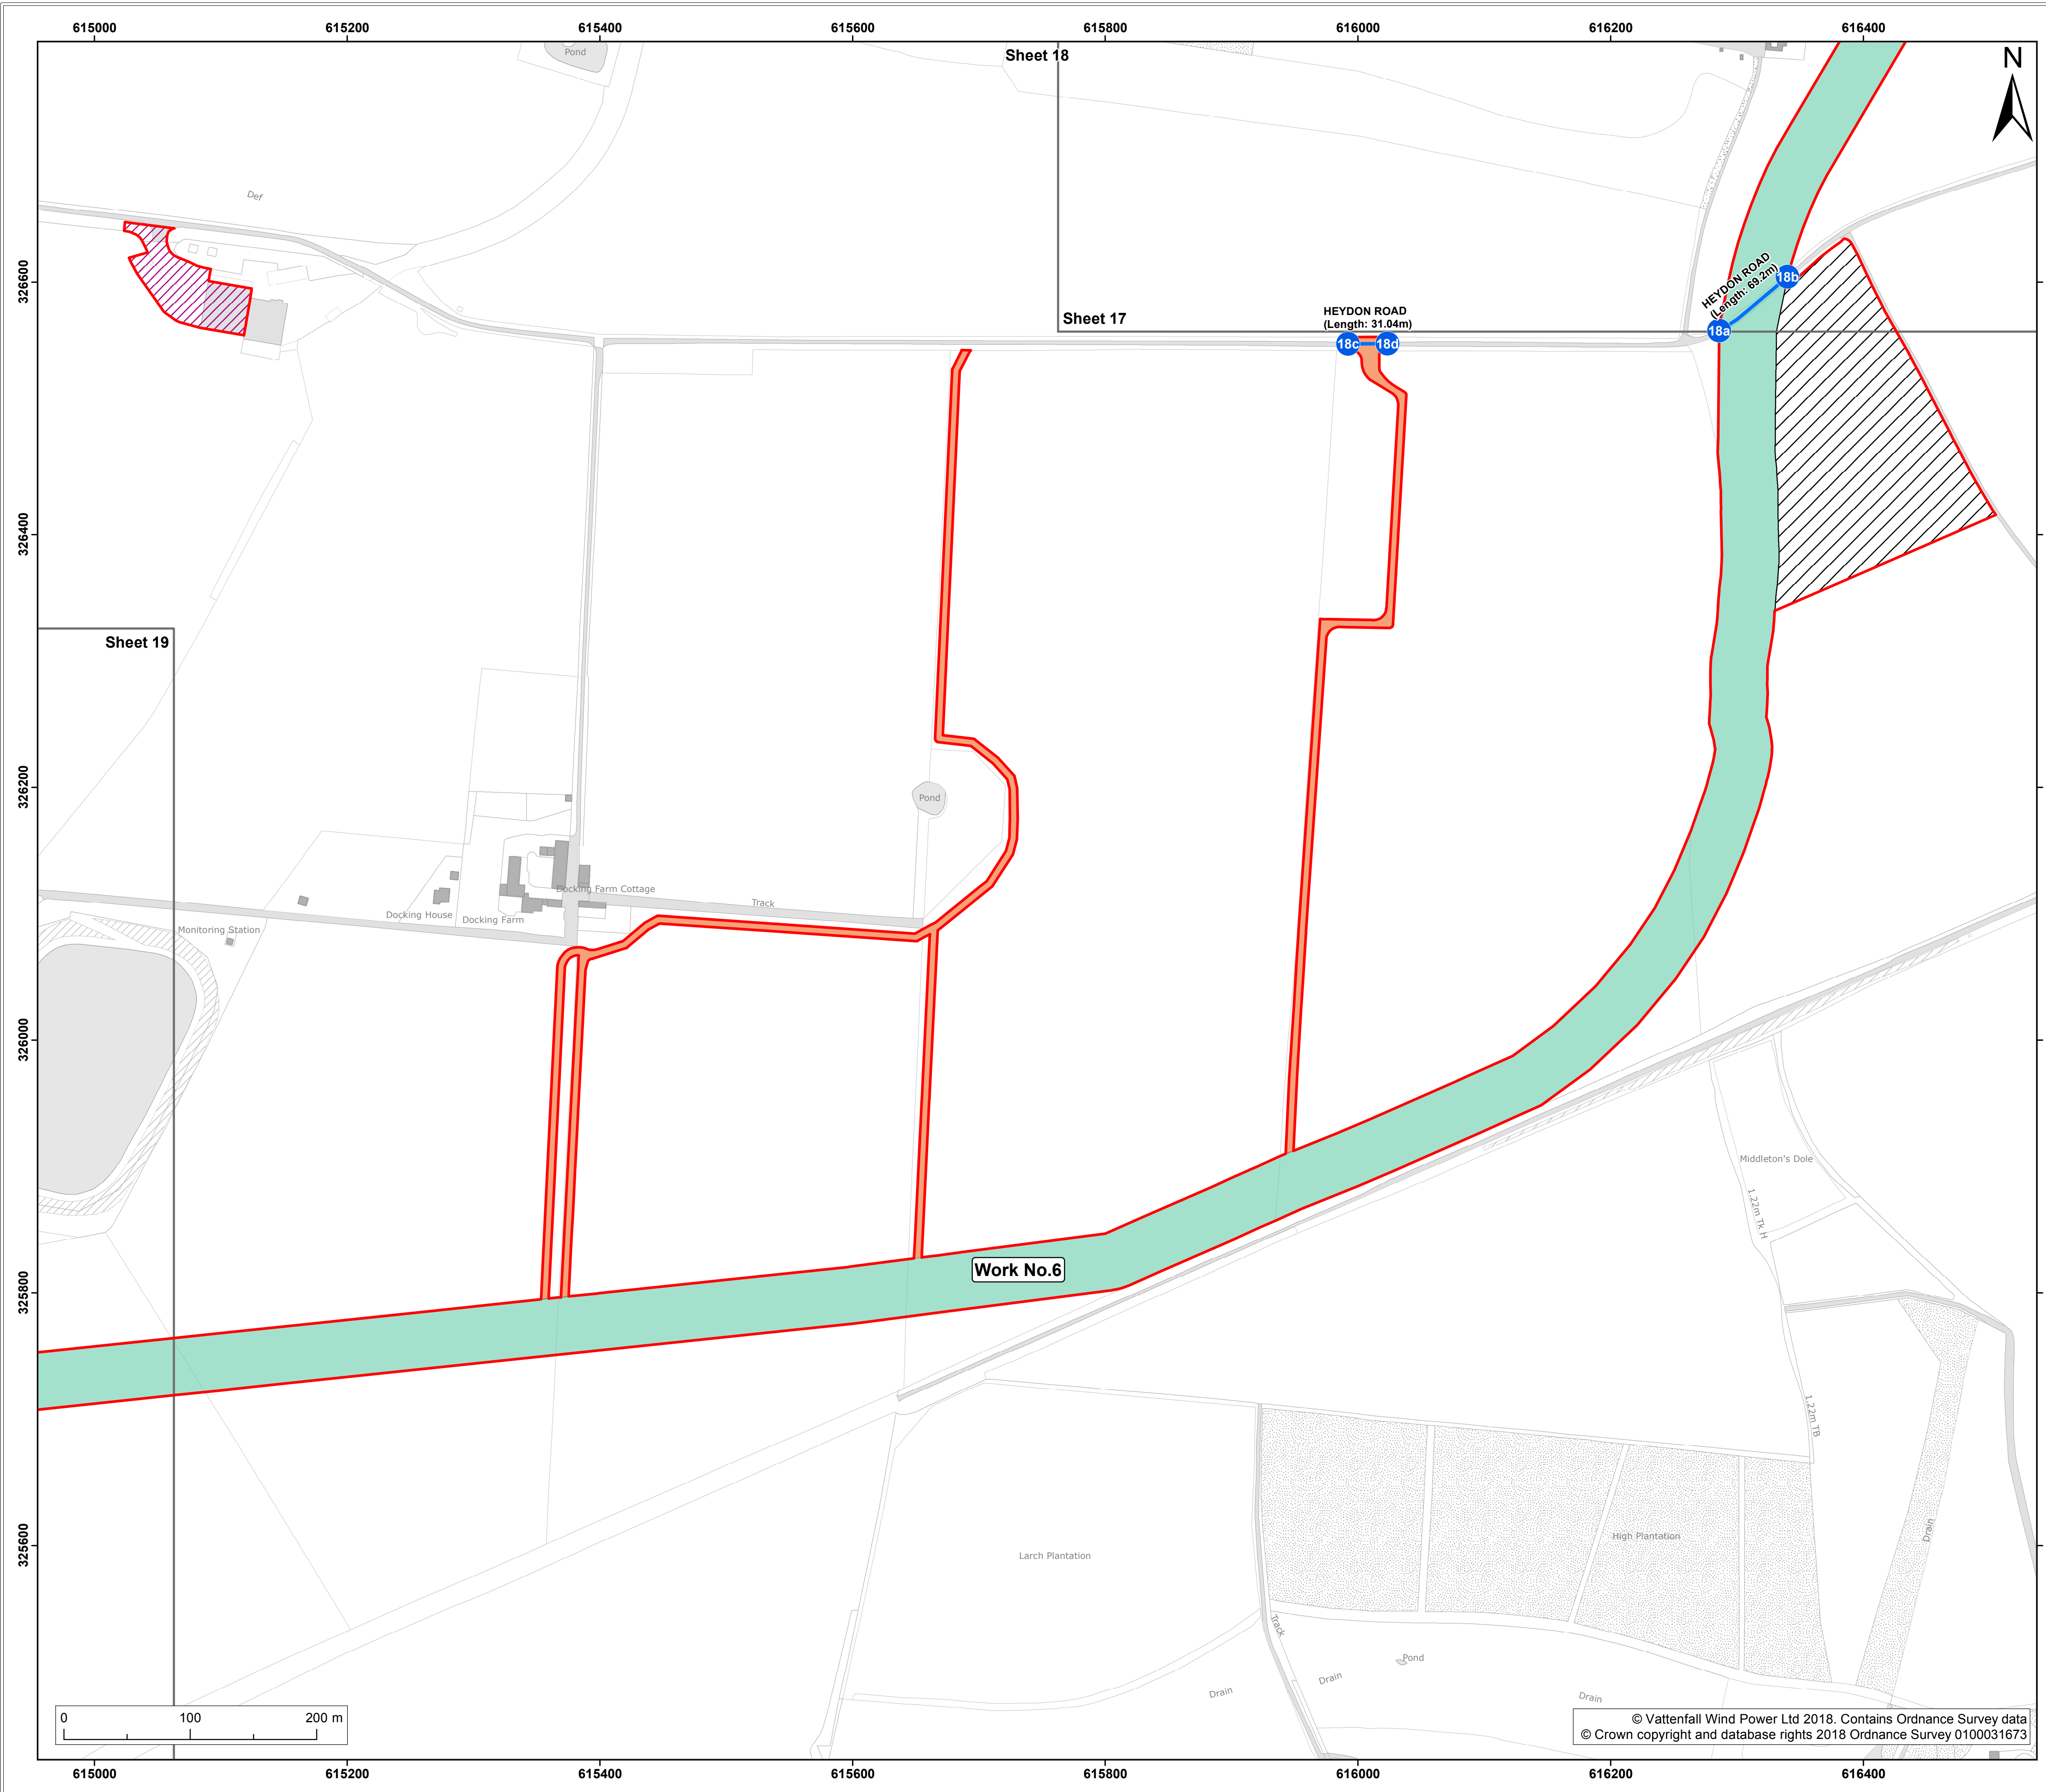 615000
615200
615400
615600
615800
616000
616200
616400
Sheet 18
Pond
N
Def
326600
HEYDON ROAD
(Length: 69.2m)
18b
18a
Sheet 17
HEYDON ROAD
(Length: 31.04m)
18c
18d
326400
Sheet 19
326200
Pond
Docking Farm Cottage
Track
Docking House
Docking Farm
Monitoring Station
326000
Middleton's Dole
1.22m Tk H
Work No.6
325800
1.22m TB
High Plantation
Drain
Larch Plantation
325600
Track
Pond
Drain
Drain
Drain
0
100
200 m
© Vattenfall Wind Power Ltd 2018. Contains Ordnance Survey data
© Crown copyright and database rights 2018 Ordnance Survey 0100031673
615000
615200
615400
615600
615800
616000
616200
616400